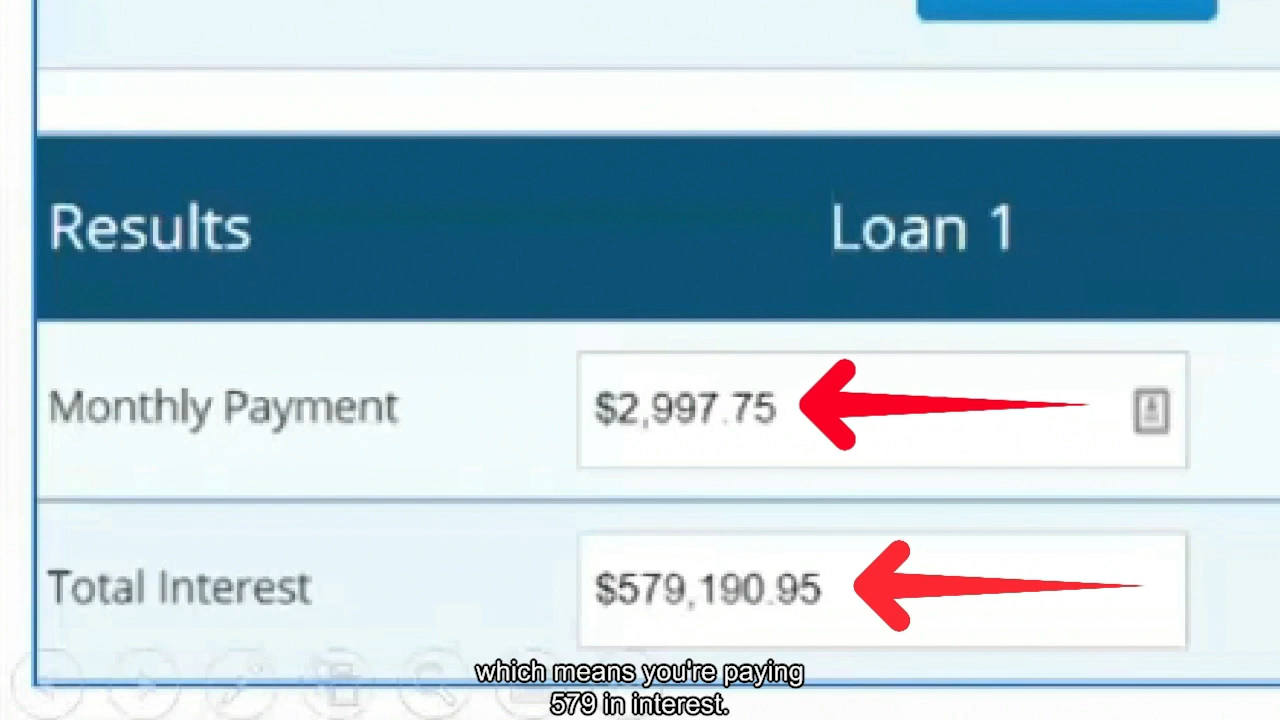 Results Loan 1
Monthly Payment $2,997.75
Total Interest $579,190.95
which means you're paying
579 in interest.